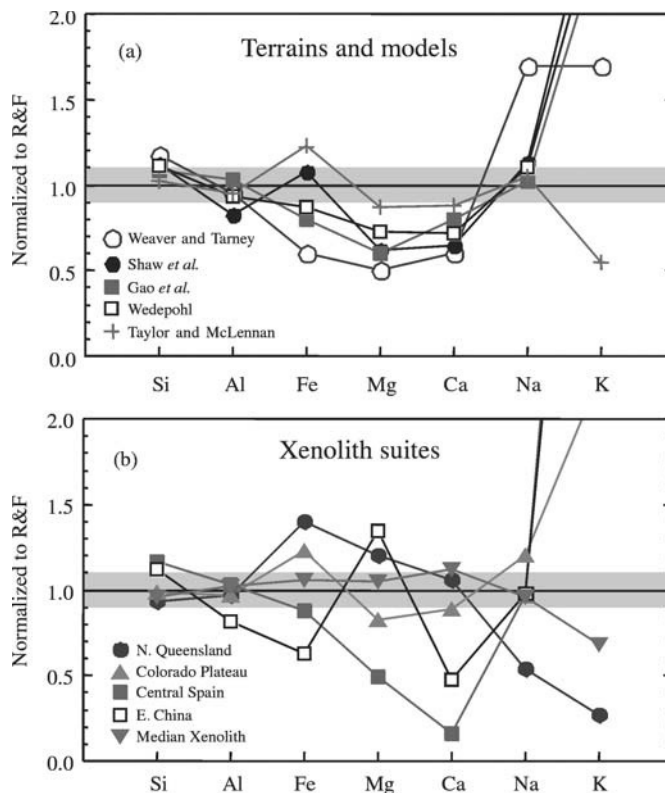 2.0
(a)
Terrains and models
1.5
Normalized to R&F
1.0
Weaver and Tarney
Shaw et al.
0.5
Gao et al.
Wedepohl
Taylor and McLennan
0.0
Si Al Fe Mg Ca Na K
2.0
(b)
Xenolith suites
1.5
Normalized to R&F
1.0
N. Queensland
Colorado Plateau
0.5
Central Spain
E. China
Median Xenolith
0.0
Si Al Fe Mg Ca Na K